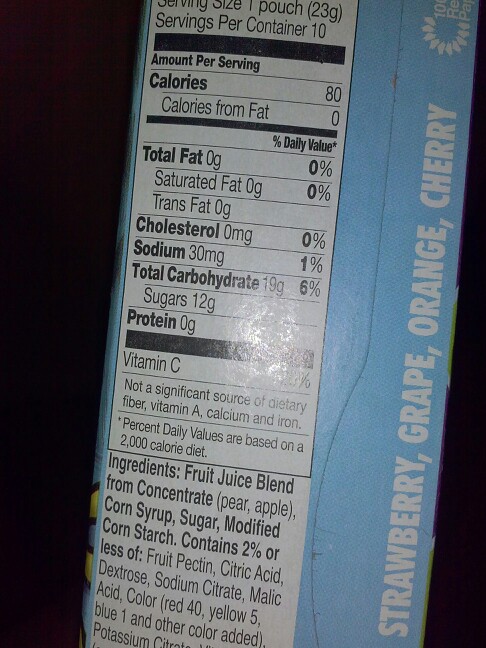 Serving Size 1 pouch (23g)
Servings Per Container 10
Amount Per Serving
Calories 80
Calories from Fat 0
% Daily Value*
Total Fat 0g 0%
Saturated Fat 0g 0%
Trans Fat 0g
Cholesterol 0mg 0%
Sodium 30mg 1%
Total Carbohydrate 19g 6%
Sugars 12g
Protein 0g
Vitamin C %
Not a significant source of dietary
fiber, vitamin A, calcium and iron.
*Percent Daily Values are based on a
2,000 calorie diet.
Ingredients: Fruit Juice Blend
from Concentrate (pear, apple),
Corn Syrup, Sugar, Modified
Corn Starch. Contains 2% or
less of: Fruit Pectin, Citric Acid,
Dextrose, Sodium Citrate, Malic
Acid, Color (red 40, yellow 5,
blue 1 and other color added),
Potassium Citrate,
STRAWBERRY, GRAPE, ORANGE, CHERRY
100